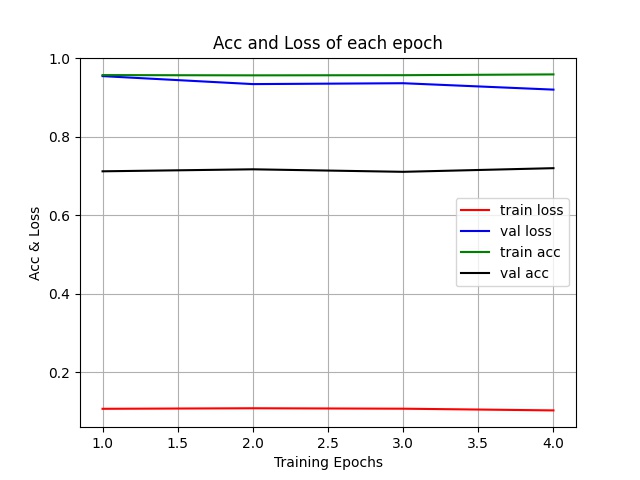 Acc and Loss of each epoch
1.0
0.8
0.6
0.4
0.2
Acc & Loss
train loss
val loss
train acc
val acc
1.0 1.5 2.0 2.5 3.0 3.5 4.0
Training Epochs